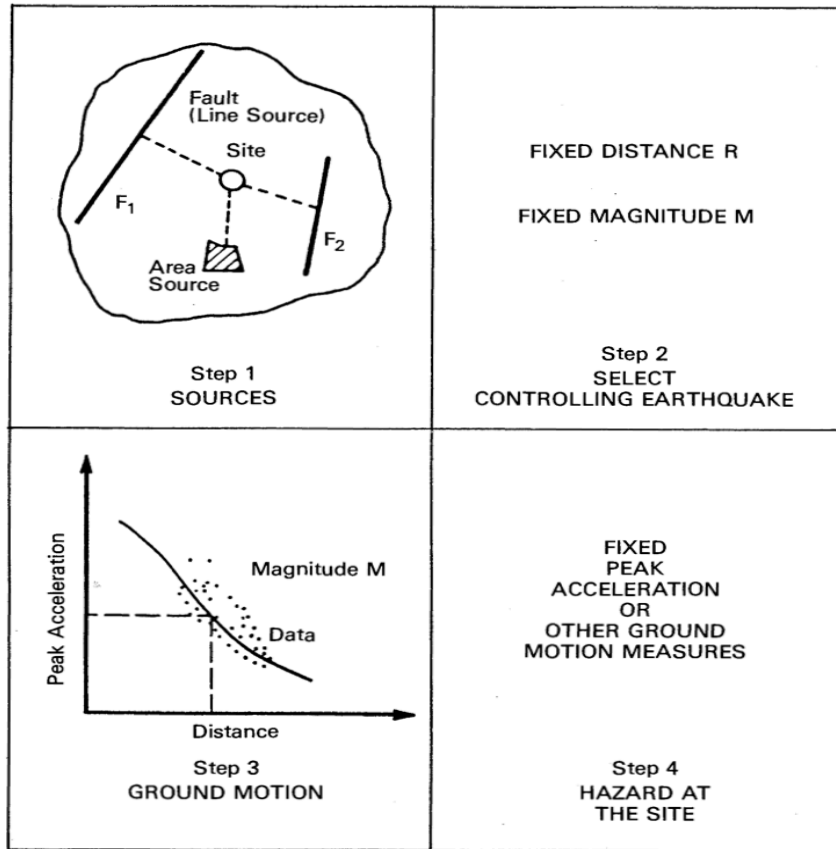 Fault
(Line Source)
Site
F1
F2
Area
Source
Step 1
SOURCES
FIXED DISTANCE R
FIXED MAGNITUDE M
Step 2
SELECT
CONTROLLING EARTHQUAKE
Peak Acceleration
Magnitude M
Data
Distance
Step 3
GROUND MOTION
FIXED
PEAK
ACCELERATION
OR
OTHER GROUND
MOTION MEASURES
Step 4
HAZARD AT
THE SITE